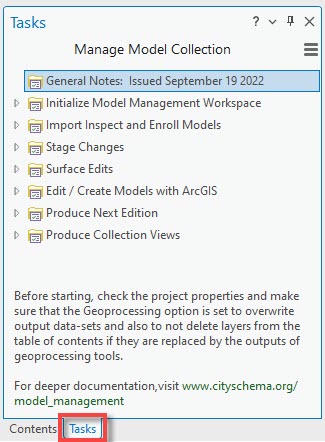 Tasks
Manage Model Collection
General Notes: Issued September 19 2022
Initialize Model Management Workspace
Import Inspect and Enroll Models
Stage Changes
Surface Edits
Edit / Create Models with ArcGIS
Produce Next Edition
Produce Collection Views
Before starting, check the project properties and make
sure that the Geoprocessing option is set to overwrite
output data-sets and also to not delete layers from the
table of contents if they are replaced by the outputs of
geoprocessing tools.
For deeper documentation,visit www.cityschema.org/
model_management
Contents Tasks